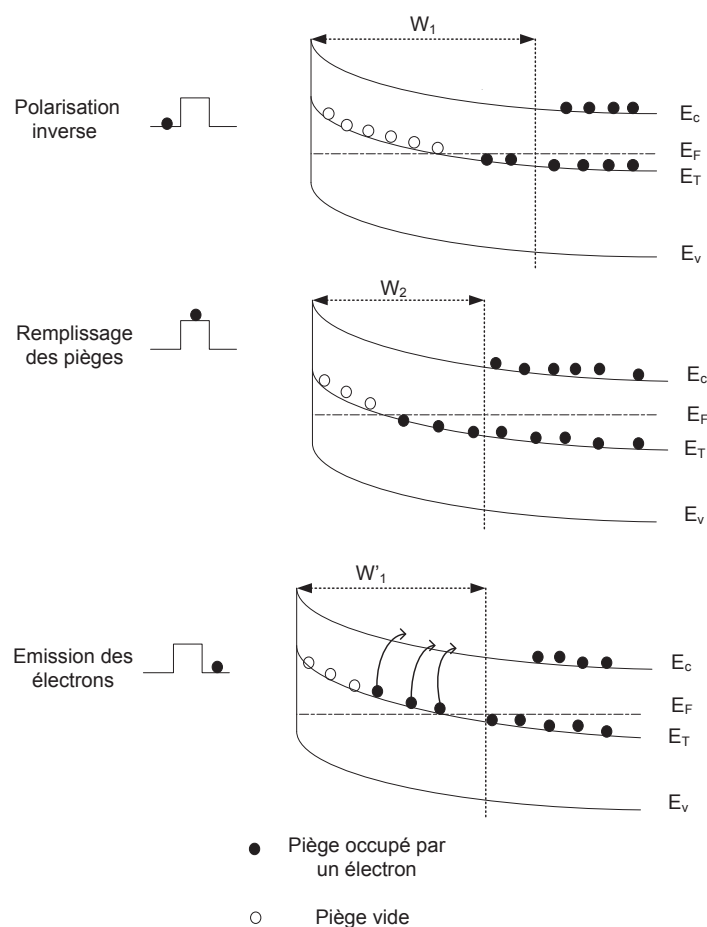 W1
Polarisation
inverse
Ec
EF
ET
Ev
W2
Remplissage
des pièges
Ec
EF
ET
Ev
W'1
Emission des
électrons
Ec
EF
ET
Ev
Piège occupé par
un électron
Piège vide